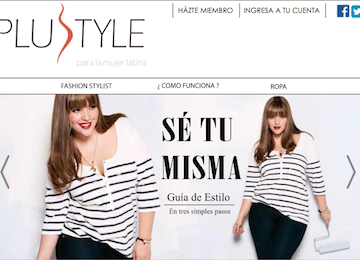 HÁZTE MIEMBRO INGRESA A TU CUENTA
PLUSTYLE
para la mujer latina
FASHION STYLIST ¿ COMO FUNCIONA ? ROPA
SÉ TU
MISMA
Guía de Estilo
En tres simples pasos